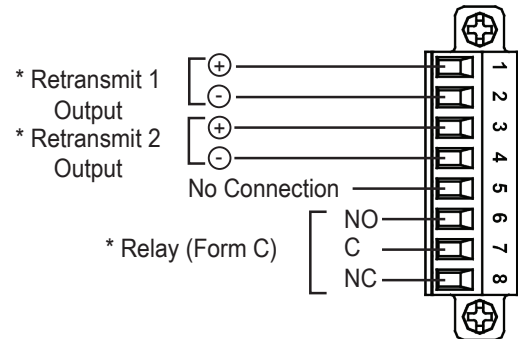 * Retransmit 1
Output
+
-
* Retransmit 2
Output
+
-
No Connection
* Relay (Form C)
NO
C
NC
1
2
3
4
5
6
7
8